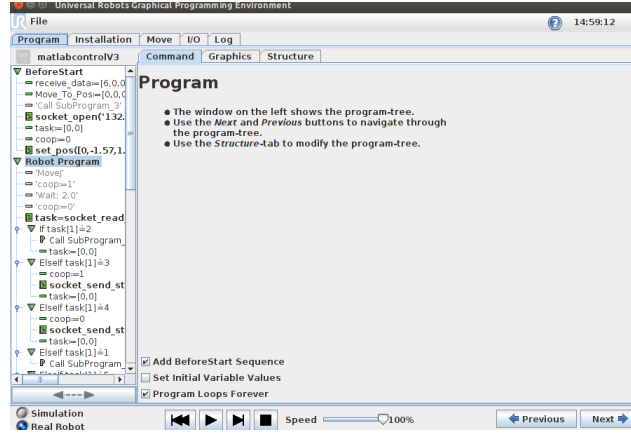 Universal Robots Graphical Programming Environment
File
14:59:12
Program Installation Move I/O Log
matlabcontrolV3
Command Graphics Structure
BeforeStart
receive_data≔[6,0,0
Move_To_Pos≔[0,0,0
'Call SubProgram_3'
socket_open("132.
task≔[0,0]
coop≔0
set_pos([0,-1.57,1.
Robot Program
'MoveJ'
'coop≔1'
'Wait: 2.0'
'coop≔0'
task=socket_read_
If task[1]≟2
Call SubProgram_
task≔[0,0]
ElseIf task[1]≟3
coop≔1
socket_send_st
task≔[0,0]
ElseIf task[1]≟4
coop≔0
socket_send_st
task≔[0,0]
ElseIf task[1]≟1
Call SubProgram_
Program
The window on the left shows the program-tree.
Use the Next and Previous buttons to navigate through
the program-tree.
Use the Structure-tab to modify the program-tree.
Add BeforeStart Sequence
Set Initial Variable Values
Program Loops Forever
Simulation
Real Robot
Speed 100%
Previous Next